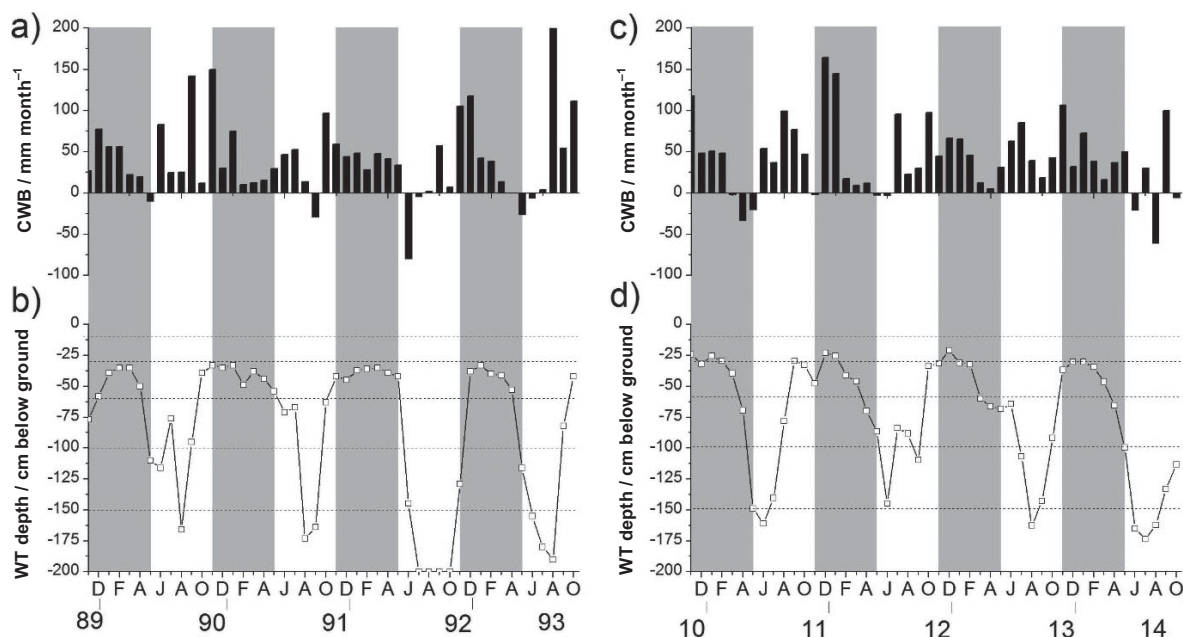 a)
CWB / mm month⁻¹
200
150
100
50
0
-50
-100
b)
WT depth / cm below ground
0
-25
-50
-75
-100
-125
-150
-175
-200
D F A J A O D F A J A O D F A J A O D F A J A O
89 90 91 92 93
c)
CWB / mm month⁻¹
200
150
100
50
0
-50
-100
d)
WT depth / cm below ground
0
-25
-50
-75
-100
-125
-150
-175
-200
D F A J A O D F A J A O D F A J A O D F A J A O
10 11 12 13 14